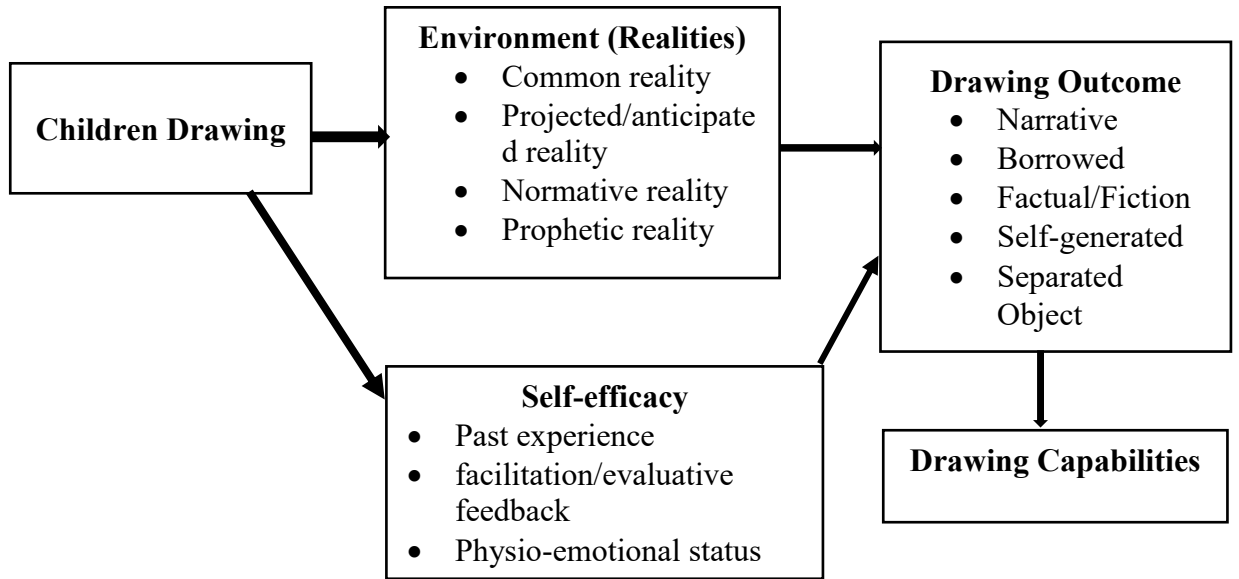 Children Drawing
Environment (Realities)
• Common reality
• Projected/anticipate
d reality
• Normative reality
• Prophetic reality
Drawing Outcome
• Narrative
• Borrowed
• Factual/Fiction
• Self-generated
• Separated
Object
Self-efficacy
• Past experience
• facilitation/evaluative
feedback
• Physio-emotional status
Drawing Capabilities